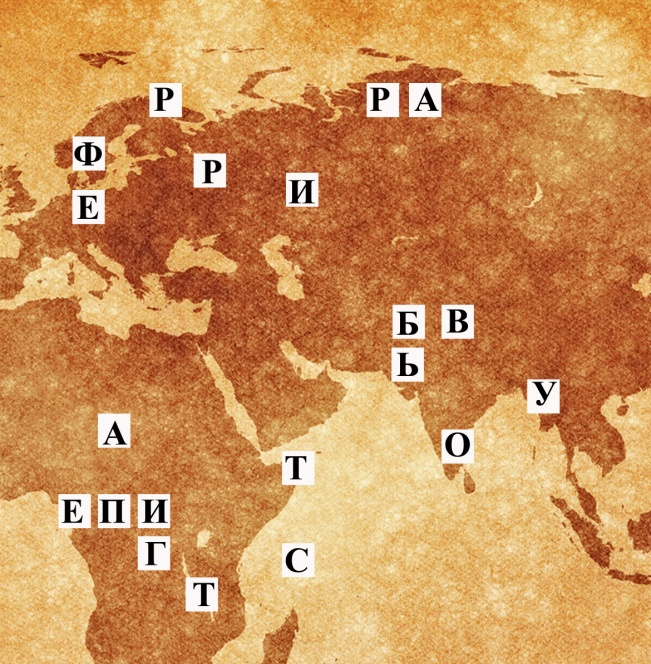 Р Р А
Ф
Р
И
Е
Б В
Ь
У
А
О
Т
Е П И
Г
С
Т